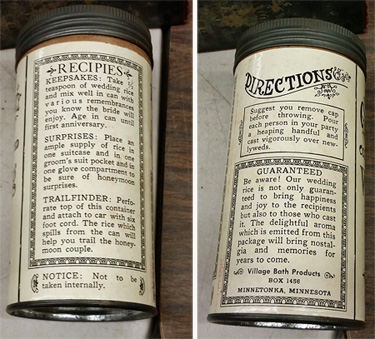 RECIPIES
KEEPSAKES: Take ½
teaspoon of wedding rice
and mix well in can with
various remembrances
you know the bride will
enjoy. Age in can until
first anniversary.
SURPRISES: Place an
ample supply of rice in
one suitcase and in one
groom's suit pocket and in
one glove compartment to
be sure of honeymoon
surprises.
TRAILFINDER: Perfo-
rate top of this container
and attach to car with six
foot cord. The rice which
spills from the can will
help you trail the honey-
moon couple.
NOTICE: Not to be
taken internally.
DIRECTIONS
Suggest you remove cap
before throwing. Pour
each person in your party
a heaping handful and
cast vigorously over new-
lyweds.
GUARANTEED
Be aware! Our wedding
rice is not only guaran-
teed to bring happiness
and joy to the recipients
but also to those who cast
it. The delightful aroma
which is emitted from this
package will bring nostal-
gia and memories for
years to come.
Village Bath Products
BOX 1456
MINNETONKA, MINNESOTA